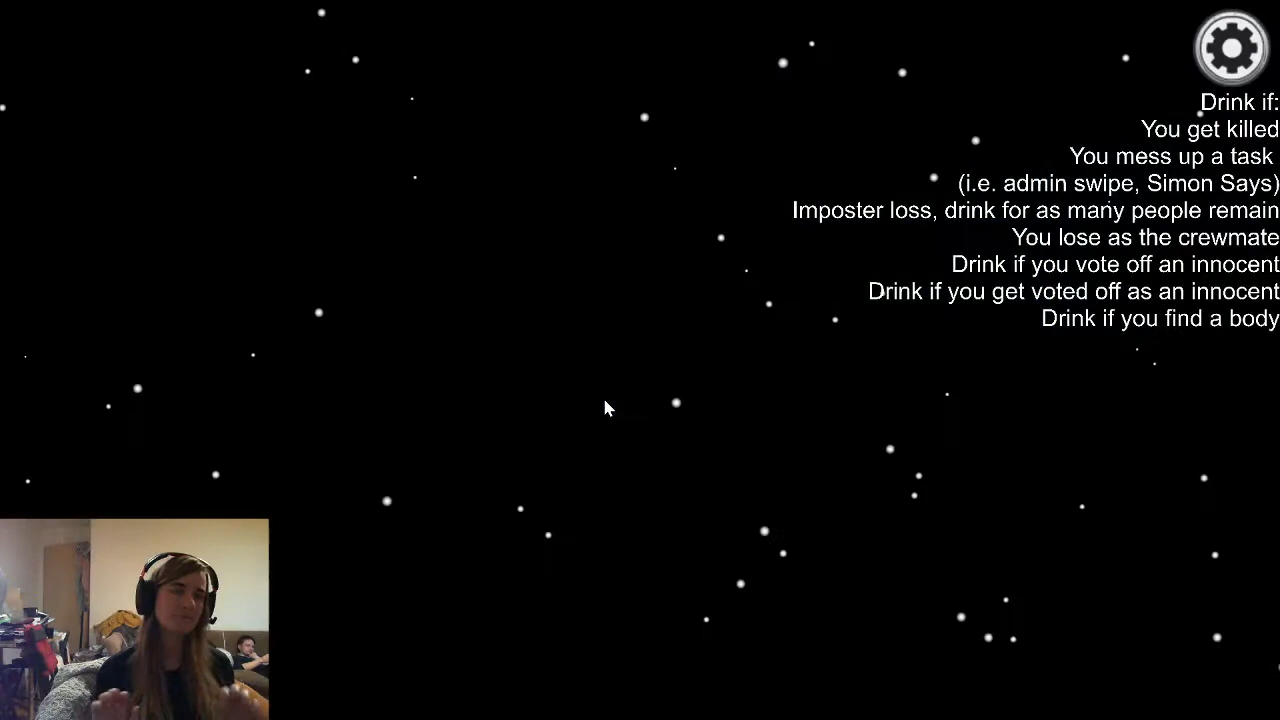 Drink if:
You get killed
You mess up a task
(i.e. admin swipe, Simon Says)
Imposter loss, drink for as many people remain
You lose as the crewmate
Drink if you vote off an innocent
Drink if you get voted off as an innocent
Drink if you find a body